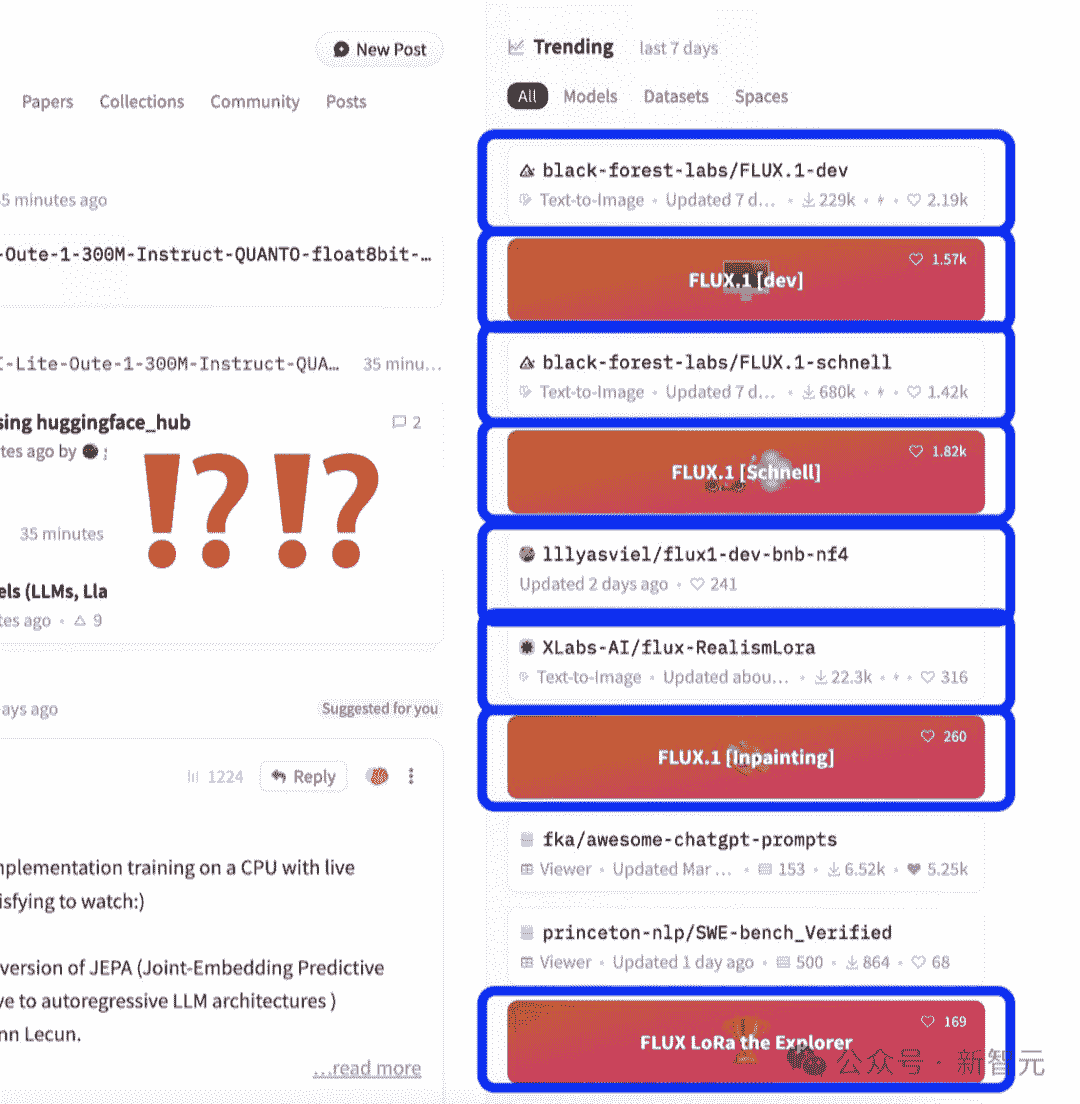 New Post
Papers Collections Community Posts
5 minutes ago
-Oute-1-300M-Instruct-QUANTO-float8bit-…
-Lite-Oute-1-300M-Instruct-QUA… 35 minu…
sing huggingface_hub 2
tes ago by
⁉⁉
35 minutes
els (LLMs, Lla
tes ago • 9
ays ago Suggested for you
1224 Reply
mplementation training on a CPU with live
isfying to watch:)
version of JEPA (Joint-Embedding Predictive
ve to autoregressive LLM architectures )
nn Lecun.
…read more
Trending last 7 days
All Models Datasets Spaces
black-forest-labs/FLUX.1-dev
Text-to-Image • Updated 7 d… • 229k • • 2.19k
1.57k
FLUX.1 [dev]
black-forest-labs/FLUX.1-schnell
Text-to-Image • Updated 7 d… • 680k • • 1.42k
1.82k
FLUX.1 [Schnell]
lllyasviel/flux1-dev-bnb-nf4
Updated 2 days ago • 241
XLabs-AI/flux-RealismLora
Text-to-Image • Updated abou… • 22.3k • • 316
260
FLUX.1 [Inpainting]
fka/awesome-chatgpt-prompts
Viewer • Updated Mar … • 153 • 6.52k • 5.25k
princeton-nlp/SWE-bench_Verified
Viewer • Updated 1 day ago • 500 • 864 • 68
169
FLUX LoRa the Explorer
公众号 · 新智元